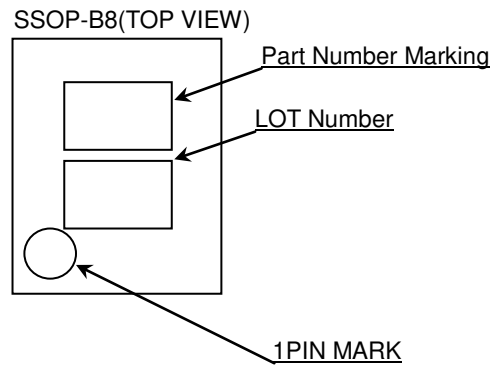 SSOP-B8(TOP VIEW)
Part Number Marking
LOT Number
1PIN MARK